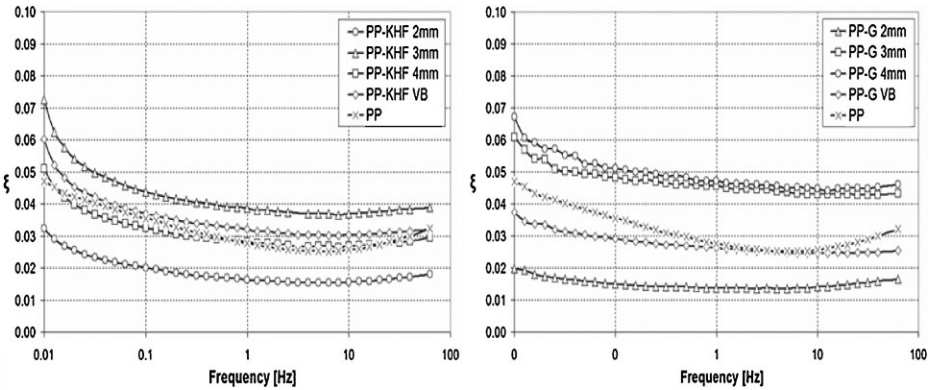 0.10
0.09
0.08
0.07
0.06
ξ 0.05
0.04
0.03
0.02
0.01
0.00
PP-KHF 2mm
PP-KHF 3mm
PP-KHF 4mm
PP-KHF VB
PP
0.01 0.1 1 10 100
Frequency [Hz]
0.10
0.09
0.08
0.07
0.06
ξ 0.05
0.04
0.03
0.02
0.01
0.00
PP-G 2mm
PP-G 3mm
PP-G 4mm
PP-G VB
PP
0 0 1 10 100
Frequency [Hz]